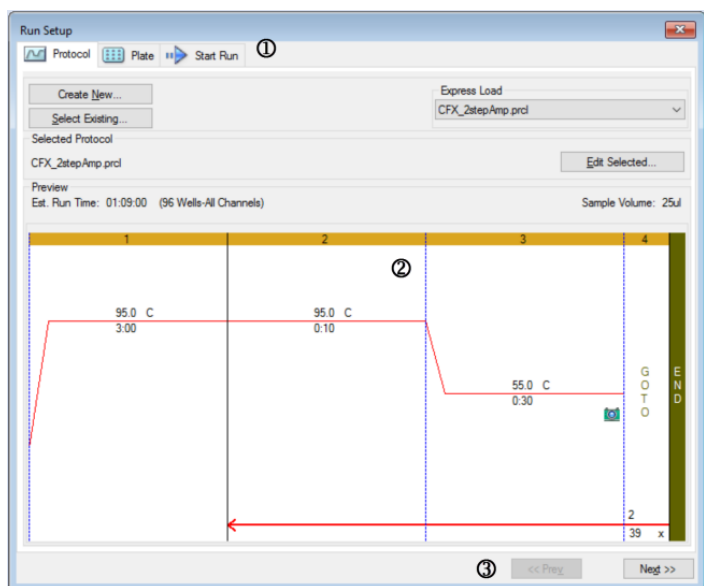 Run Setup
Protocol Plate Start Run ①
Create New...
Express Load
CFX_2stepAmp.prcl
Select Existing...
Selected Protocol
CFX_2stepAmp.prcl
Edit Selected...
Preview
Est. Run Time: 01:09:00 (96 Wells-All Channels) Sample Volume: 25ul
1 2 3 4
②
95.0 C 95.0 C
3:00 0:10
55.0 C
0:30
GOTO
END
2
39 x
③ << Prev Next >>